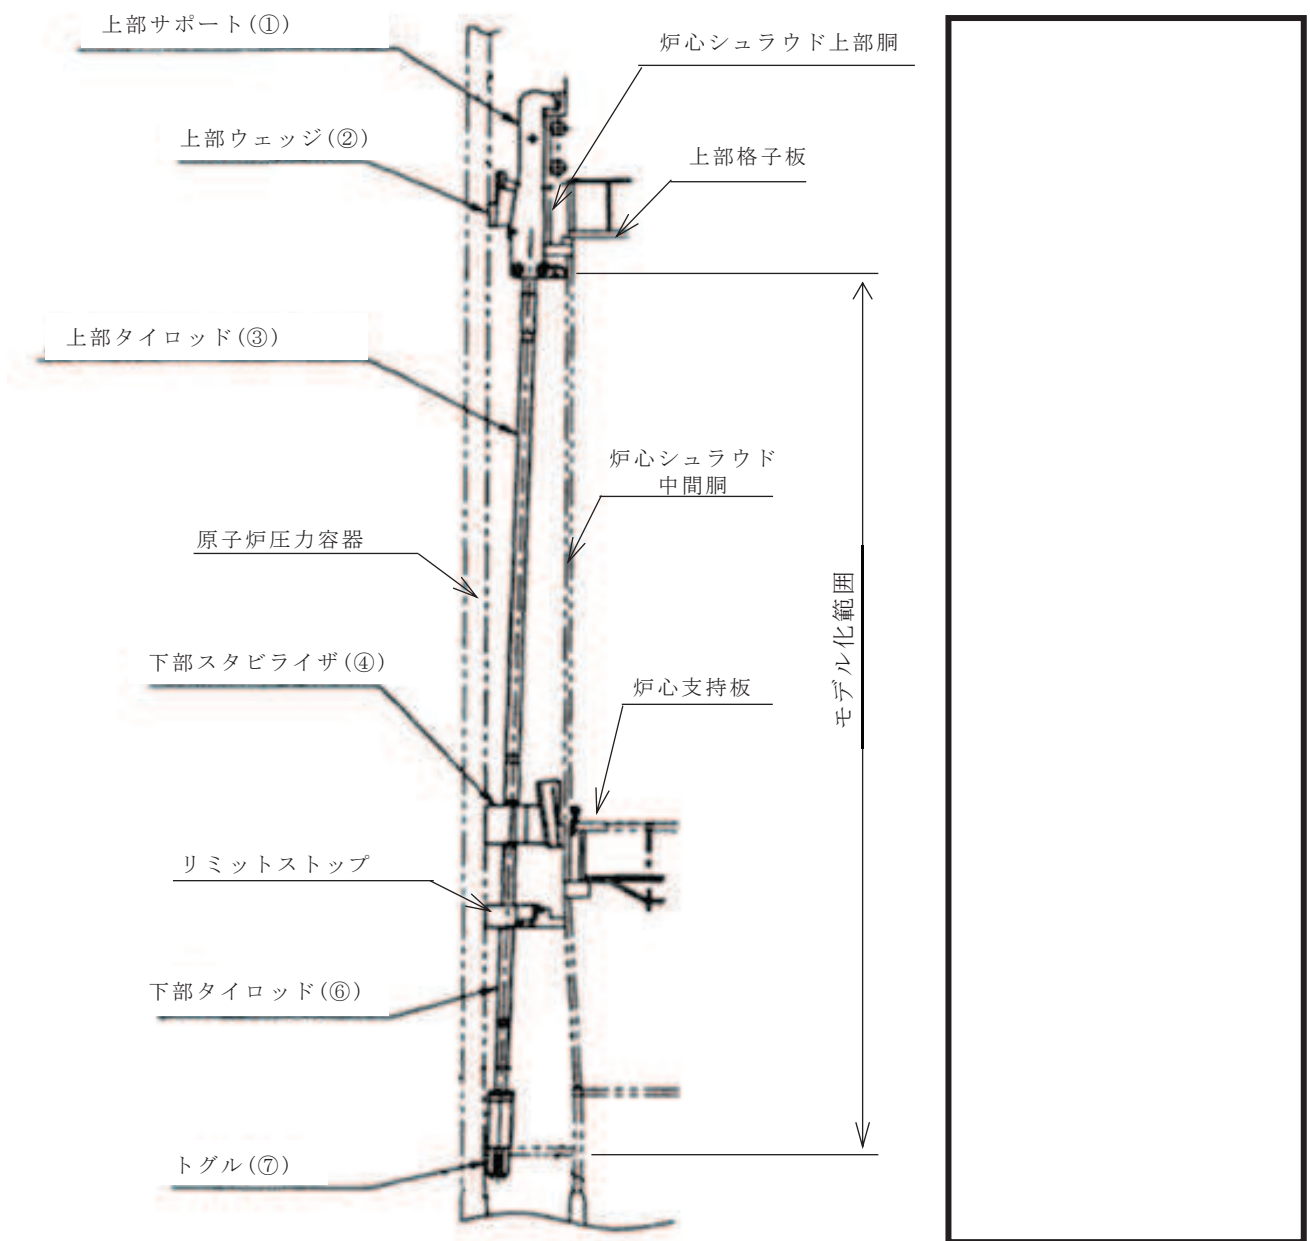 上部サポート(①)
炉心シュラウド上部胴
上部ウェッジ(②)
上部格子板
上部タイロッド(③)
炉心シュラウド
中間胴
原子炉圧力容器
モデル化範囲
下部スタビライザ(④)
炉心支持板
リミットストップ
下部タイロッド(⑥)
トグル(⑦)